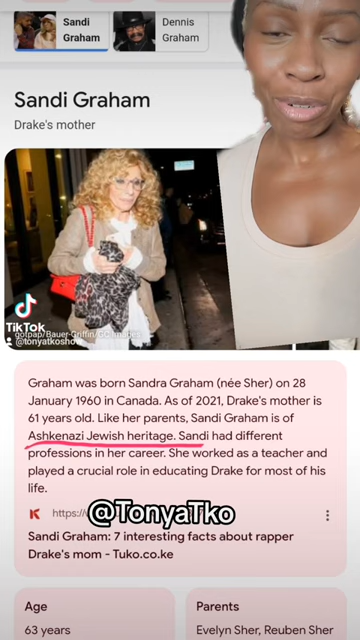 Sandi
Graham
Dennis
Graham
Sandi Graham
Drake's mother
TikTok
@tonyatkoshow
Graham was born Sandra Graham (née Sher) on 28
January 1960 in Canada. As of 2021, Drake's mother is
61 years old. Like her parents, Sandi Graham is of
Ashkenazi Jewish heritage. Sandi had different
professions in her career. She worked as a teacher and
played a crucial role in educating Drake for most of his
life.
K https://
@TonyaTko
Sandi Graham: 7 interesting facts about rapper
Drake's mom - Tuko.co.ke
Age
63 years
Parents
Evelyn Sher, Reuben Sher